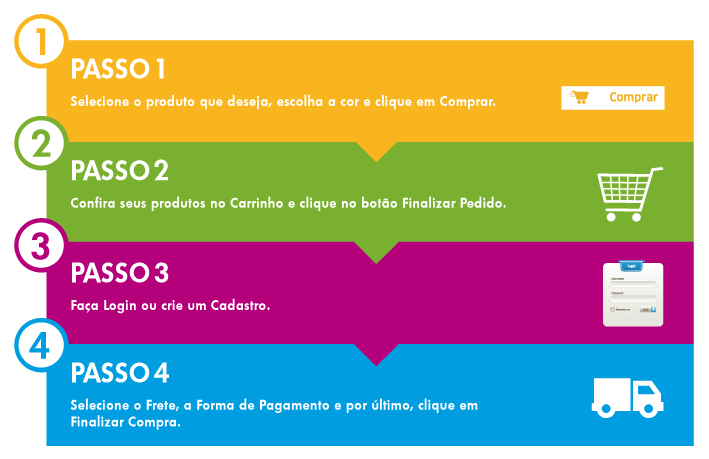 1
PASSO 1
Selecione o produto que deseja, escolha a cor e clique em Comprar.
Comprar
2
PASSO 2
Confira seus produtos no Carrinho e clique no botão Finalizar Pedido.
3
PASSO 3
Faça Login ou crie um Cadastro.
login
Username
Password
4
PASSO 4
Selecione o Frete, a Forma de Pagamento e por último, clique em
Finalizar Compra.